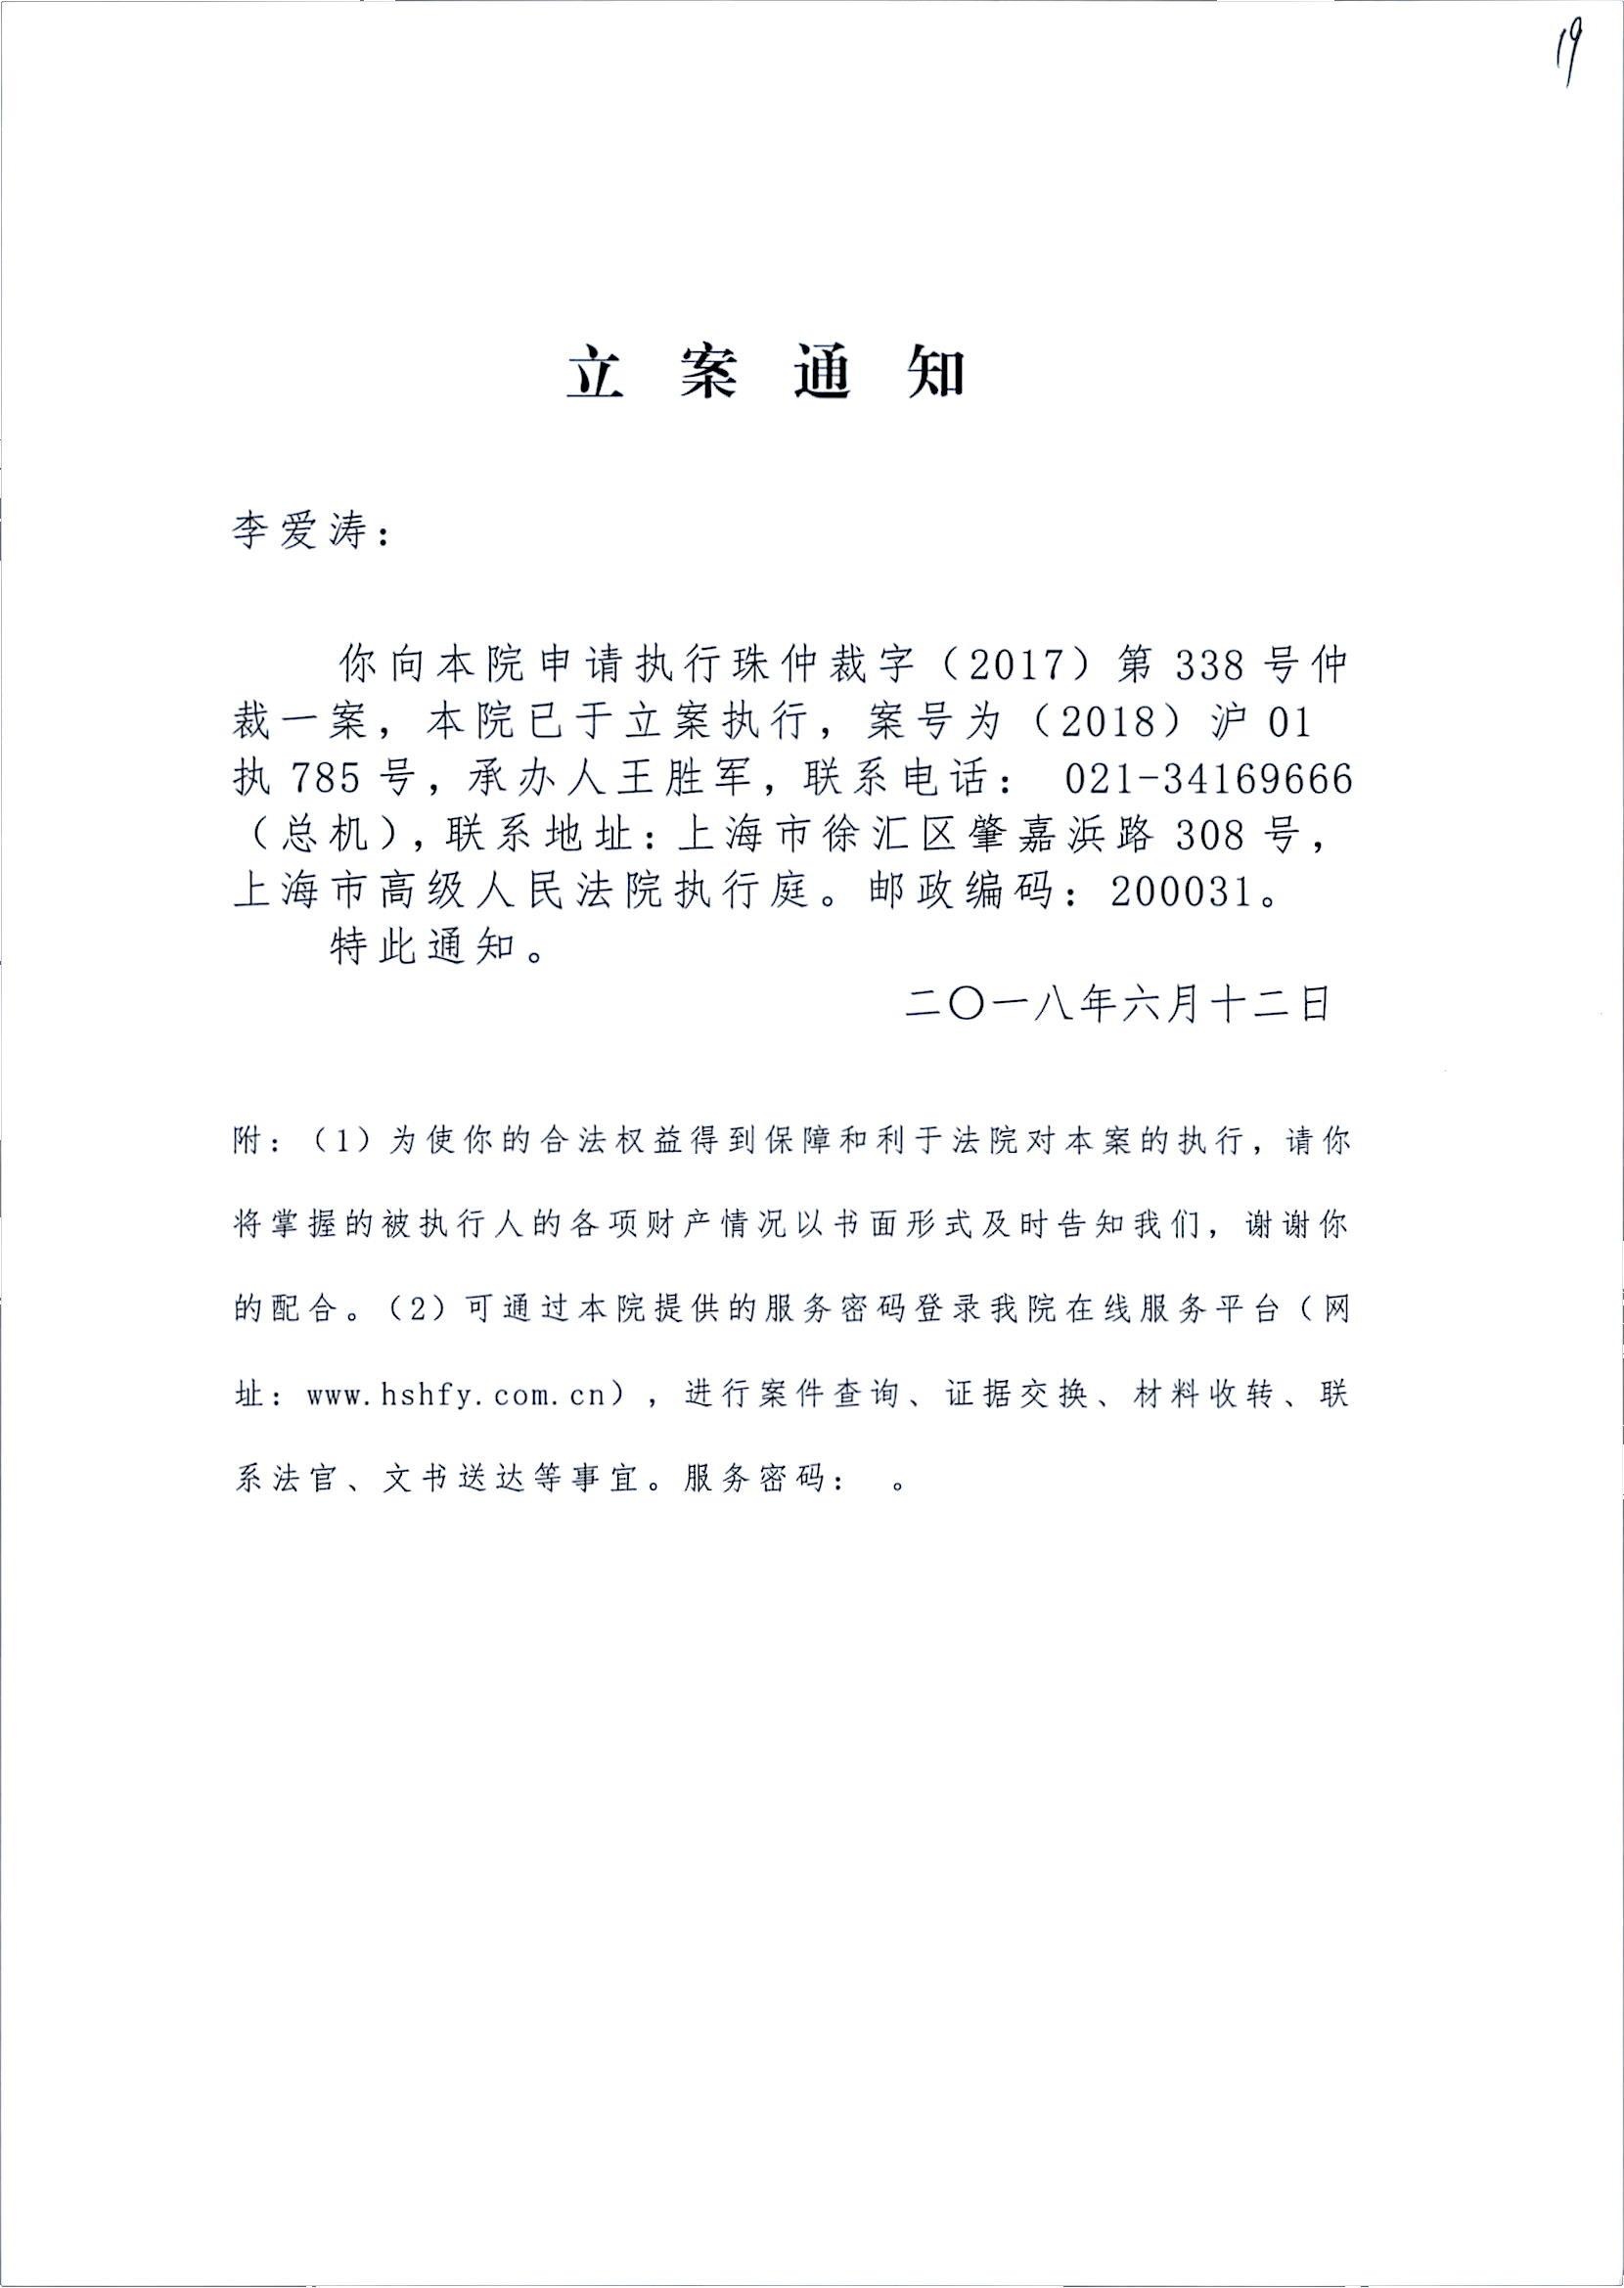 19
立案通知
李爱涛：
你向本院申请执行珠仲裁字（2017）第 338 号仲
裁一案，本院已于立案执行，案号为（2018）沪 01
执 785 号，承办人王胜军，联系电话： 021-34169666
（总机），联系地址：上海市徐汇区肇嘉浜路 308 号，
上海市高级人民法院执行庭。邮政编码：200031。
特此通知。
二〇一八年六月十二日
附：（1）为使你的合法权益得到保障和利于法院对本案的执行，请你
将掌握的被执行人的各项财产情况以书面形式及时告知我们，谢谢你
的配合。（2）可通过本院提供的服务密码登录我院在线服务平台（网
址：www.hshfy.com.cn），进行案件查询、证据交换、材料收转、联
系法官、文书送达等事宜。服务密码： 。